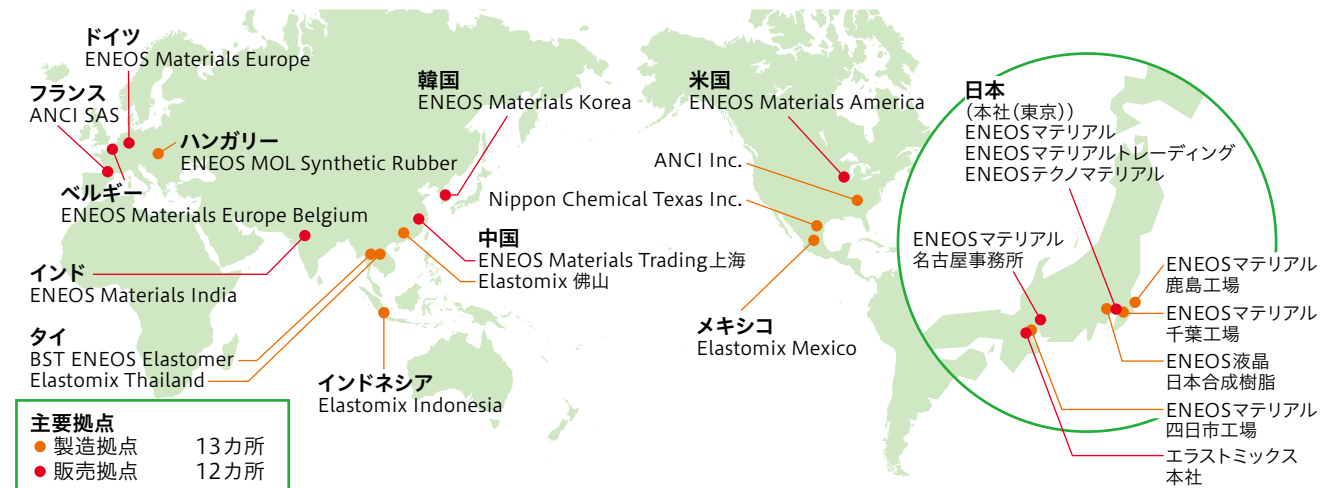 ドイツ
ENEOS Materials Europe
フランス
ANCI SAS
ハンガリー
ENEOS MOL Synthetic Rubber
ベルギー
ENEOS Materials Europe Belgium
インド
ENEOS Materials India
タイ
BST ENEOS Elastomer
Elastomix Thailand
韓国
ENEOS Materials Korea
中国
ENEOS Materials Trading上海
Elastomix 佛山
インドネシア
Elastomix Indonesia
米国
ENEOS Materials America
ANCI Inc.
Nippon Chemical Texas Inc.
メキシコ
Elastomix Mexico
日本
（本社（東京））
ENEOSマテリアル
ENEOSマテリアルトレーディング
ENEOSテクノマテリアル
ENEOSマテリアル
名古屋事務所
ENEOSマテリアル
鹿島工場
ENEOSマテリアル
千葉工場
ENEOS液晶
日本合成樹脂
ENEOSマテリアル
四日市工場
エラストミックス
本社
主要拠点
製造拠点 13カ所
販売拠点 12カ所